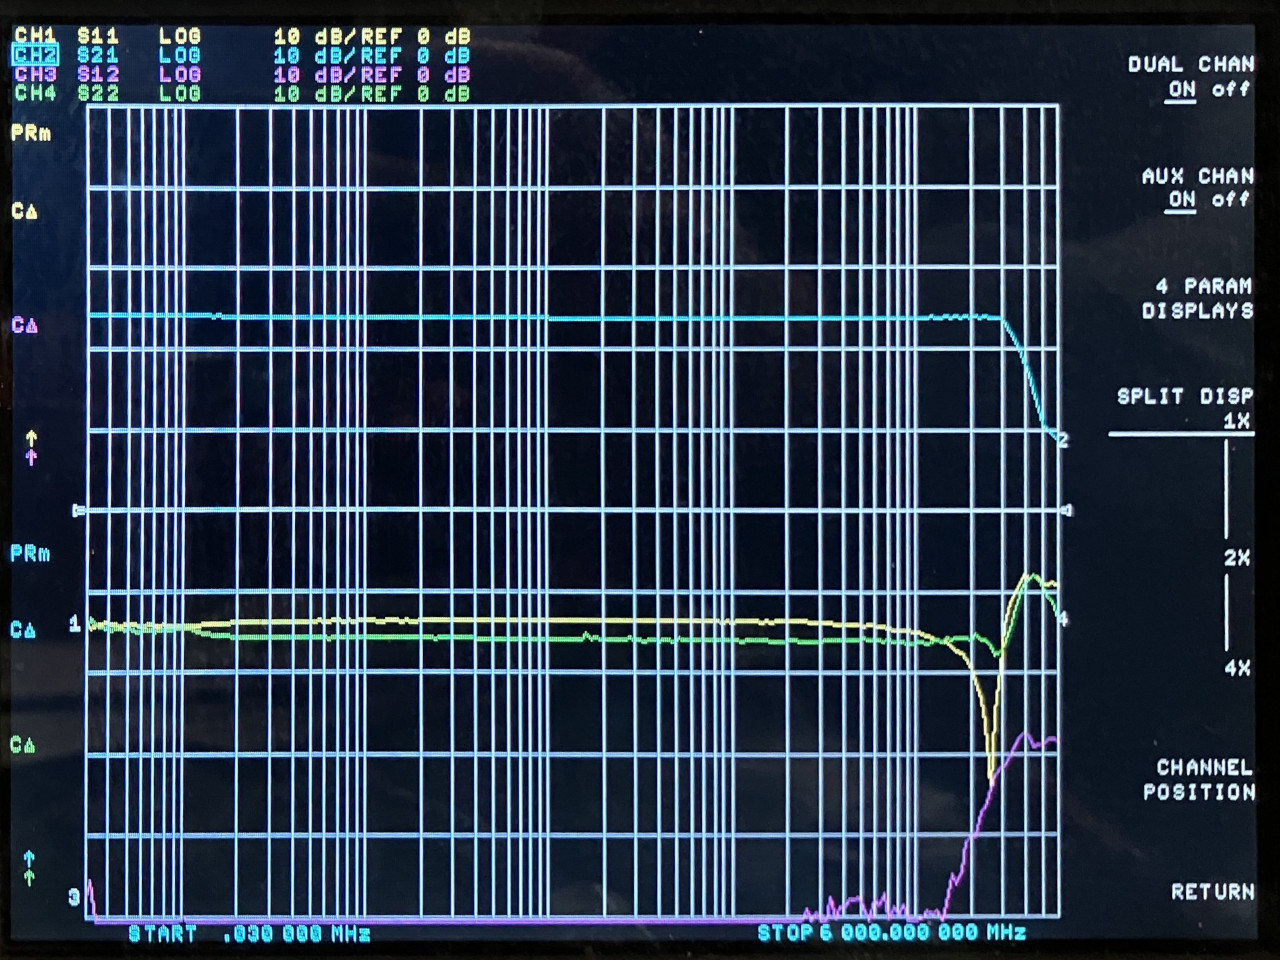 CH1 S11 LOG 10 dB/REF 0 dB
CH2 S21 LOG 10 dB/REF 0 dB
CH3 S12 LOG 10 dB/REF 0 dB
CH4 S22 LOG 10 dB/REF 0 dB
PRm
CΔ
CΔ
↑
↑
PRm
1
CΔ
CΔ
↑
↑
3
2
4
START .030 000 MHz
STOP 6 000.000 000 MHz
DUAL CHAN
ON off
AUX CHAN
ON off
4 PARAM
DISPLAYS
SPLIT DISP
1X
2X
4X
CHANNEL
POSITION
RETURN